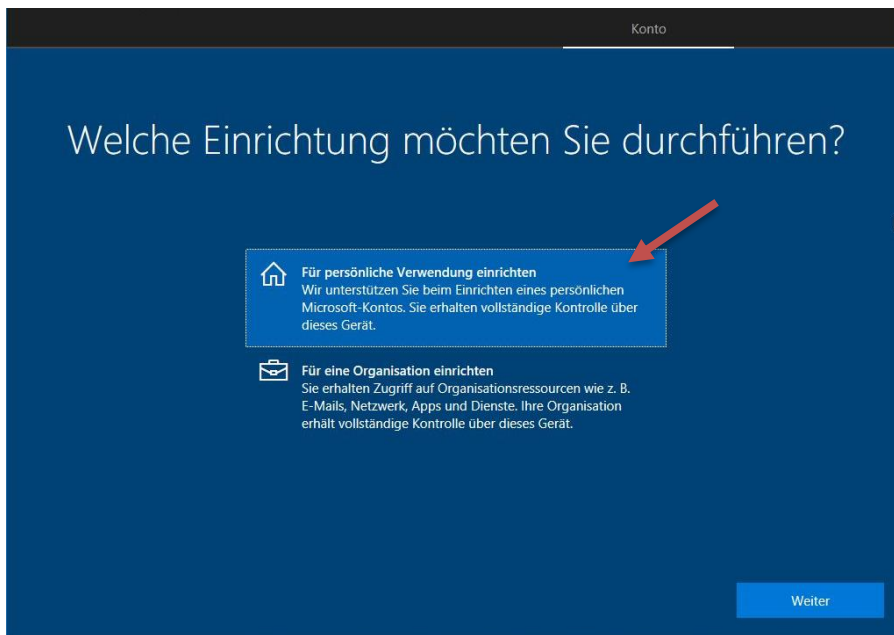 Konto
Welche Einrichtung möchten Sie durchführen?
Für persönliche Verwendung einrichten
Wir unterstützen Sie beim Einrichten eines persönlichen
Microsoft-Kontos. Sie erhalten vollständige Kontrolle über
dieses Gerät.
Für eine Organisation einrichten
Sie erhalten Zugriff auf Organisationsressourcen wie z. B.
E-Mails, Netzwerk, Apps und Dienste. Ihre Organisation
erhält vollständige Kontrolle über dieses Gerät.
Weiter